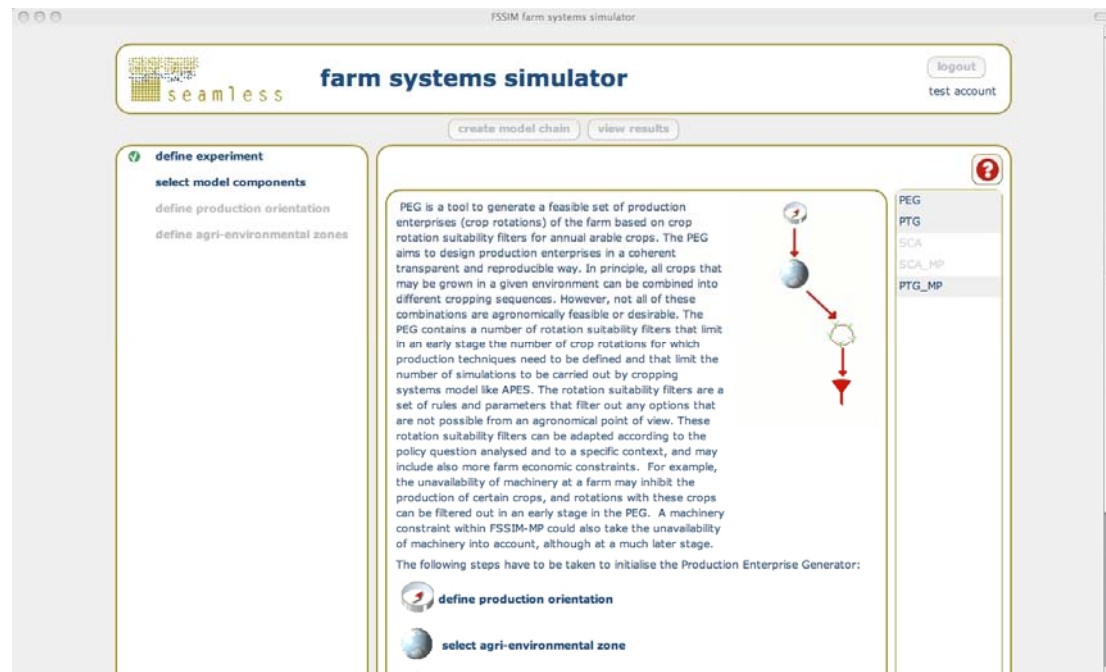 FSSIM farm systems simulator
seamless
farm systems simulator
logout
test account
create model chain
view results
define experiment
select model components
define production orientation
define agri-environmental zones
PEG is a tool to generate a feasible set of production
enterprises (crop rotations) of the farm based on crop
rotation suitability filters for annual arable crops. The PEG
aims to design production enterprises in a coherent
transparent and reproducible way. In principle, all crops that
may be grown in a given environment can be combined into
different cropping sequences. However, not all of these
combinations are agronomically feasible or desirable. The
PEG contains a number of rotation suitability filters that limit
in an early stage the number of crop rotations for which
production techniques need to be defined and that limit the
number of simulations to be carried out by cropping
systems model like APES. The rotation suitability filters are a
set of rules and parameters that filter out any options that
are not possible from an agronomical point of view. These
rotation suitability filters can be adapted according to the
policy question analysed and to a specific context, and may
include also more farm economic constraints. For example,
the unavailability of machinery at a farm may inhibit the
production of certain crops, and rotations with these crops
can be filtered out in an early stage in the PEG. A machinery
constraint within FSSIM-MP could also take the unavailability
of machinery into account, although at a much later stage.
The following steps have to be taken to initialise the Production Enterprise Generator:
define production orientation
select agri-environmental zone
?
PEG
PTG
SCA
SCA_MP
PTG_MP